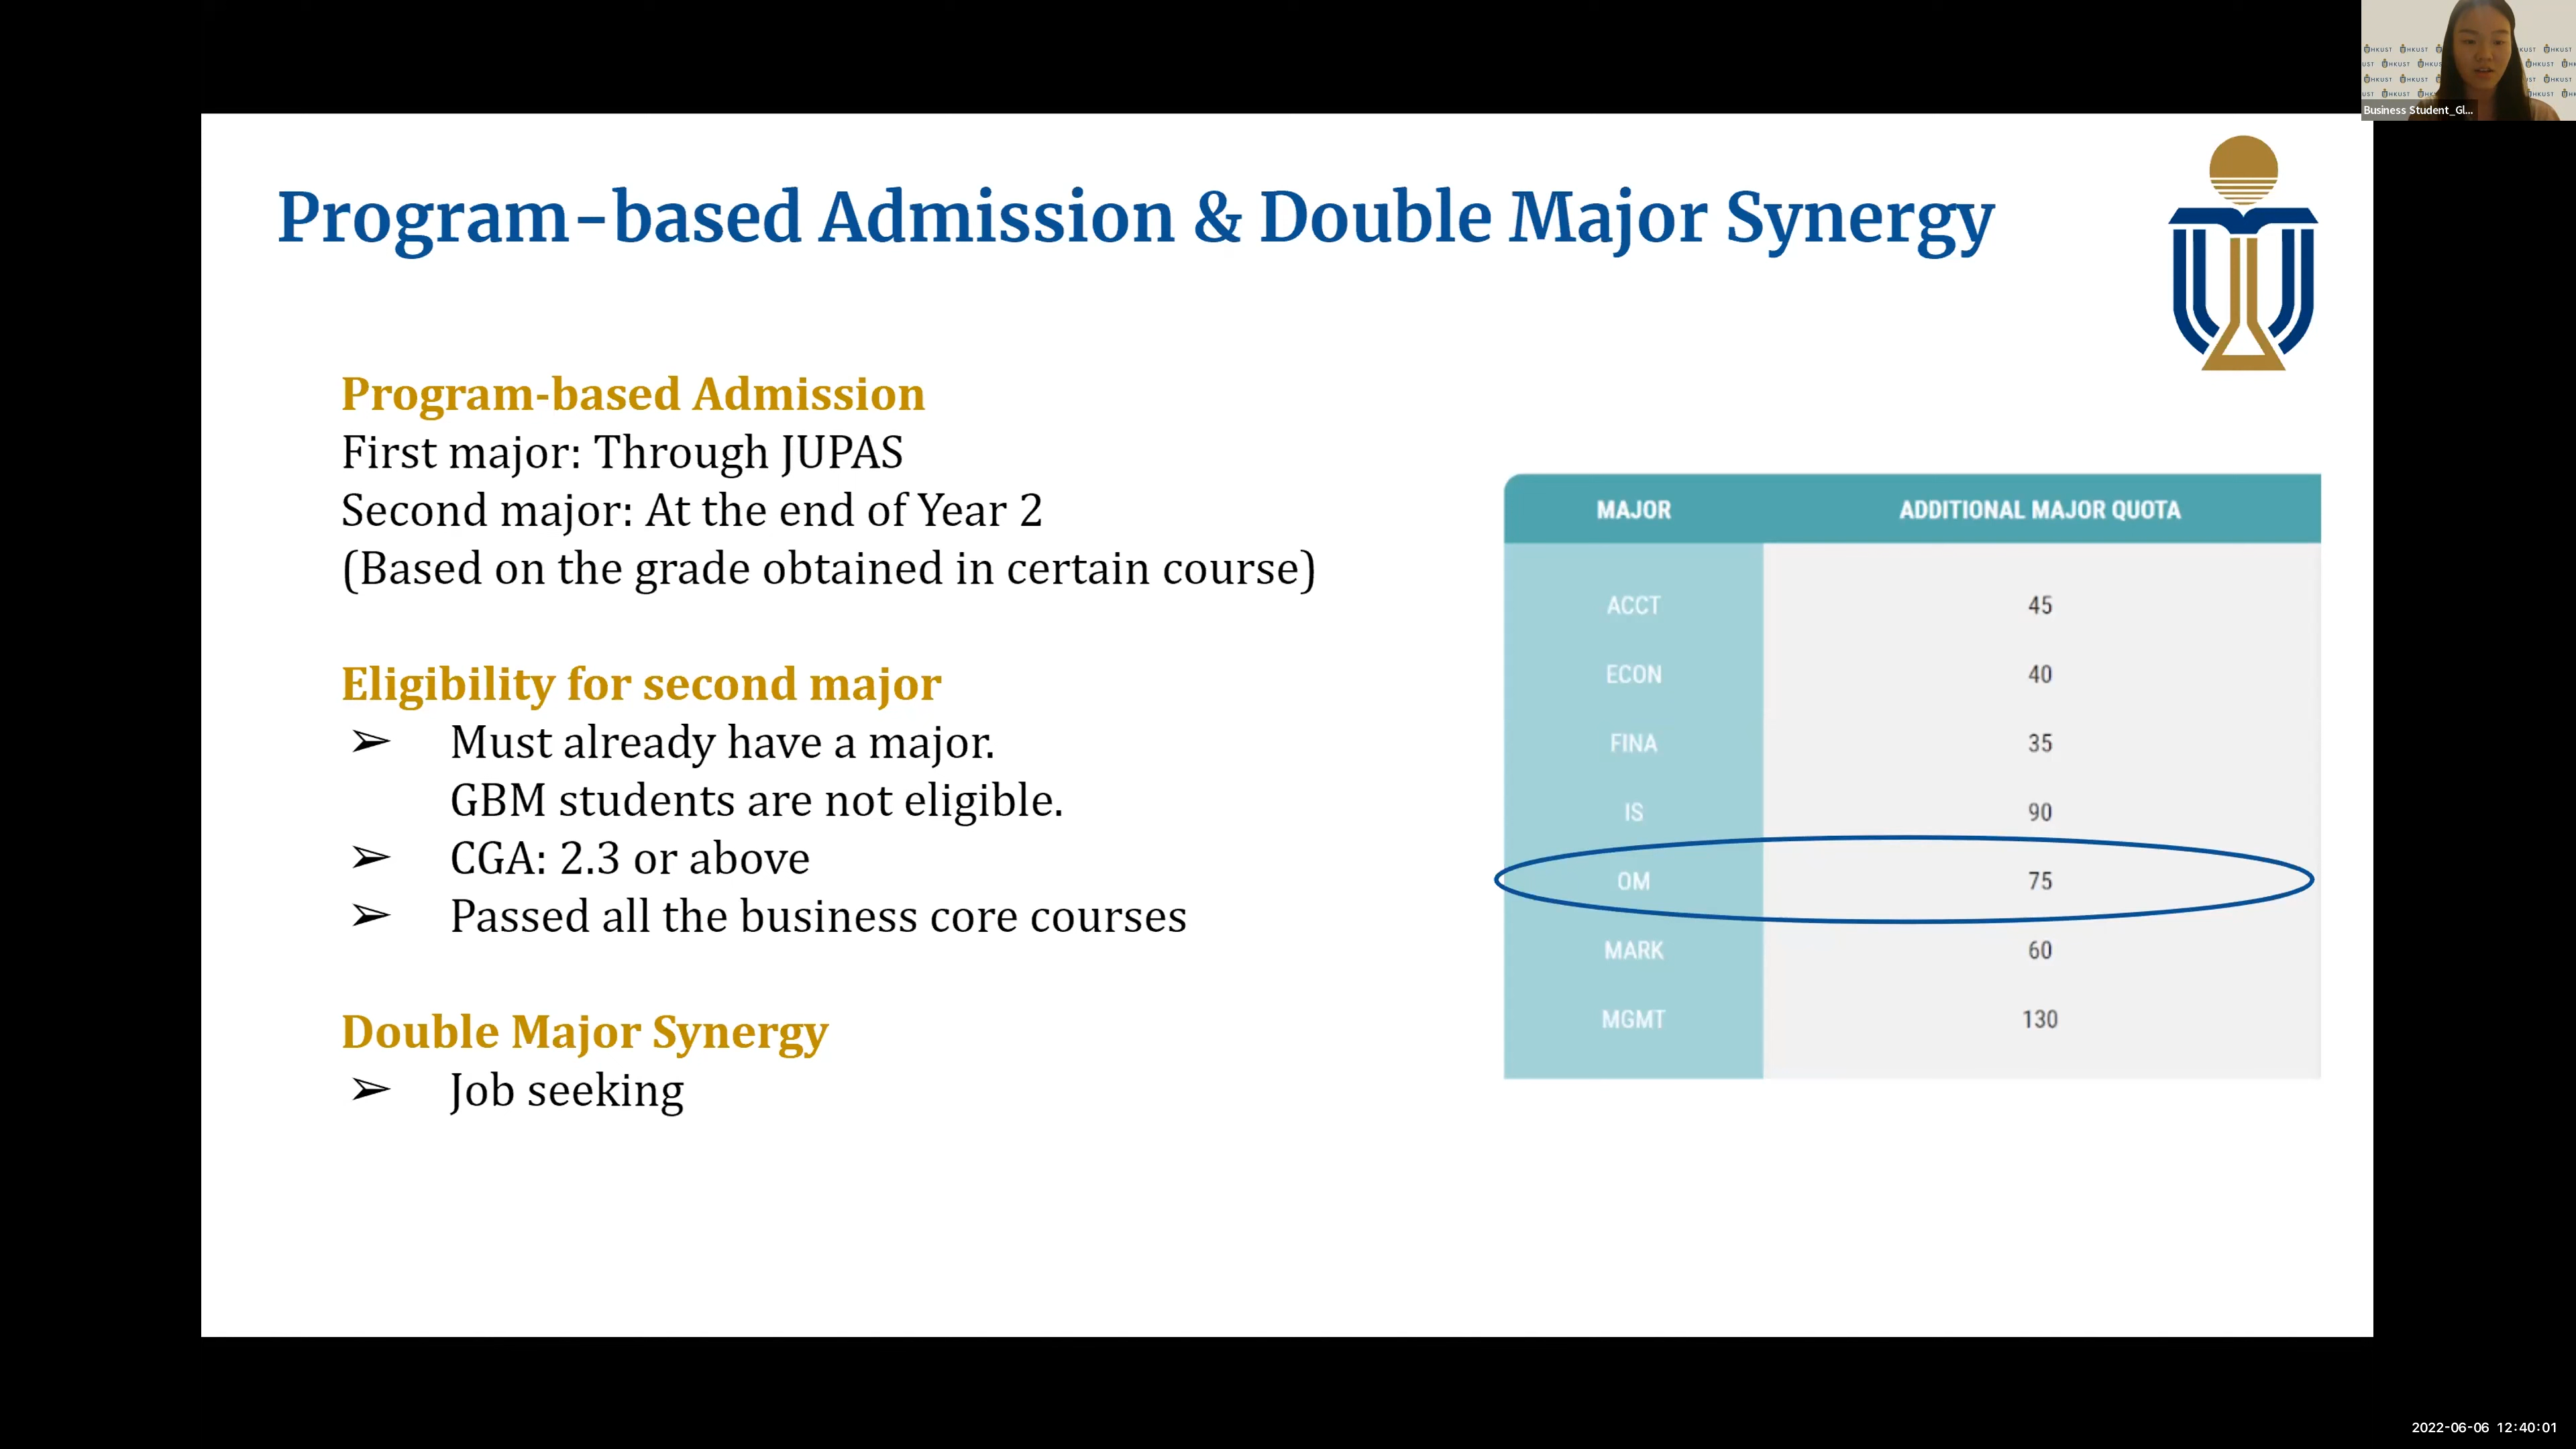 Business Student_Gl...
Program-based Admission & Double Major Synergy
Program-based Admission
First major: Through JUPAS
Second major: At the end of Year 2
(Based on the grade obtained in certain course)
Eligibility for second major
➢ Must already have a major.
GBM students are not eligible.
➢ CGA: 2.3 or above
➢ Passed all the business core courses
Double Major Synergy
➢ Job seeking
MAJOR ADDITIONAL MAJOR QUOTA
ACCT 45
ECON 40
FINA 35
IS 90
OM 75
MARK 60
MGMT 130
2022-06-06 12:40:01